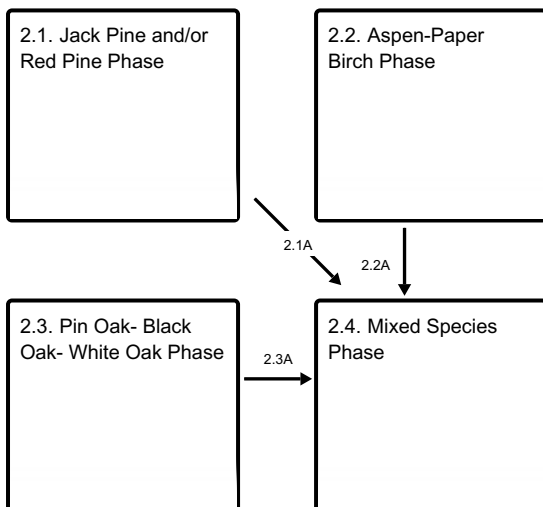 2.1. Jack Pine and/or
Red Pine Phase
2.2. Aspen-Paper
Birch Phase
2.1A
2.2A
2.3. Pin Oak- Black
Oak- White Oak Phase
2.3A
2.4. Mixed Species
Phase